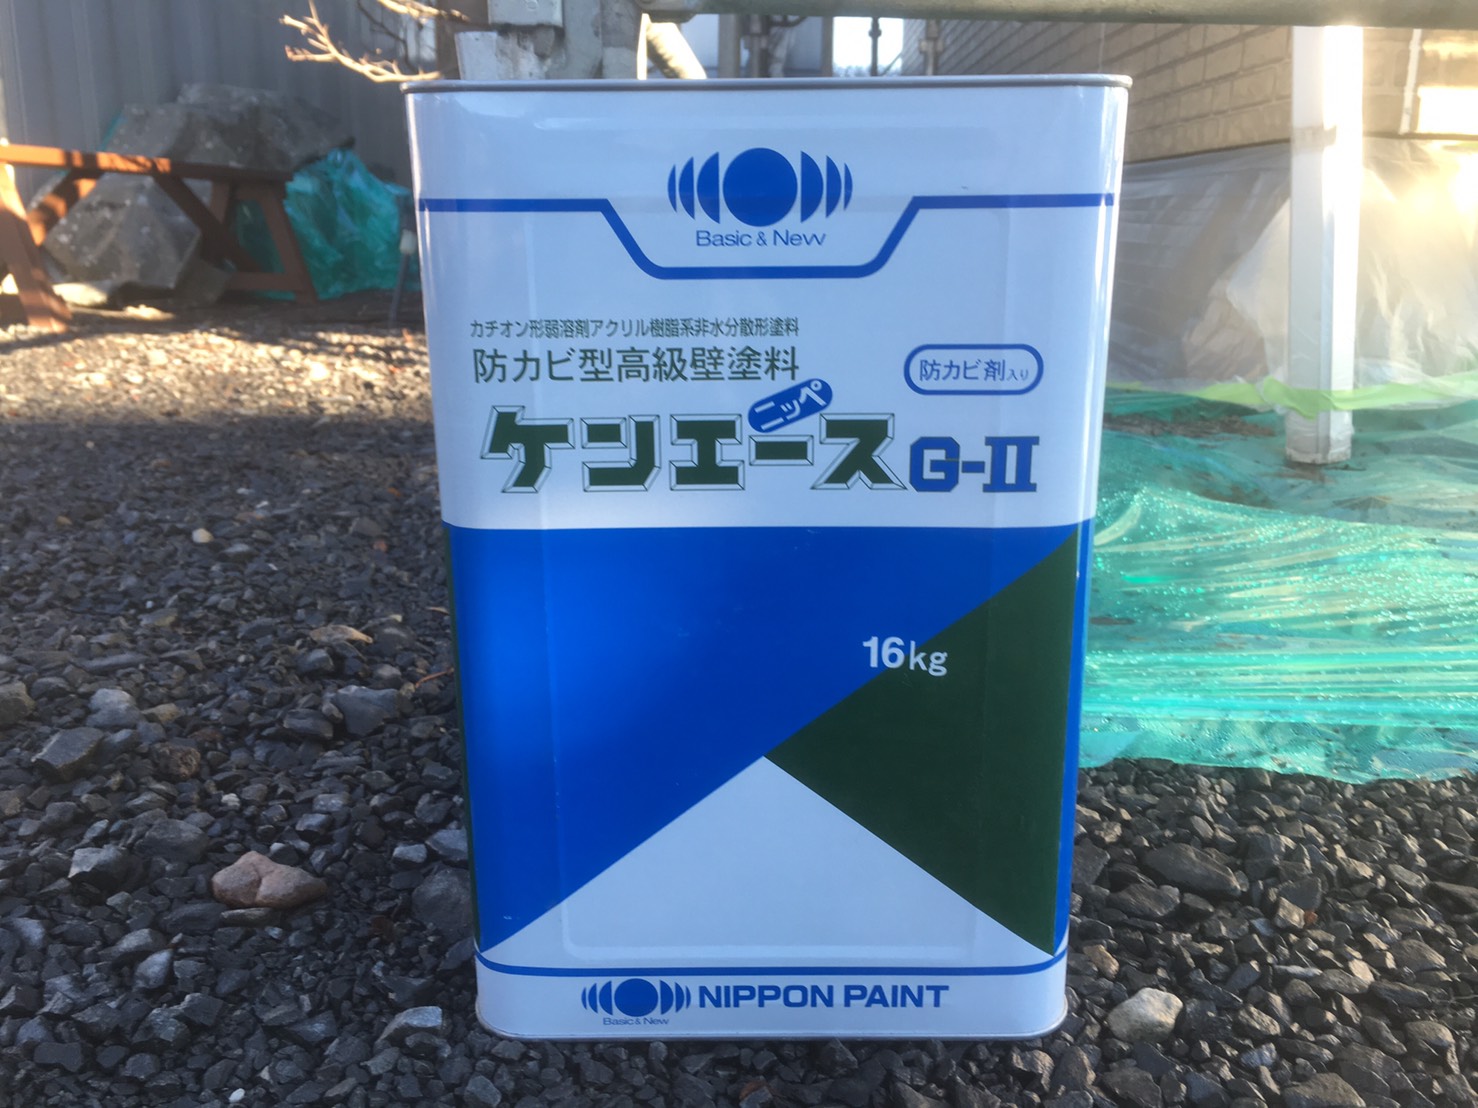 Basic & New
カチオン形弱溶剤アクリル樹脂系非水分散形塗料
防カビ型高級壁塗料
防カビ剤入り
ニッペ
ケンエースG-II
16kg
NIPPON PAINT
Basic & New